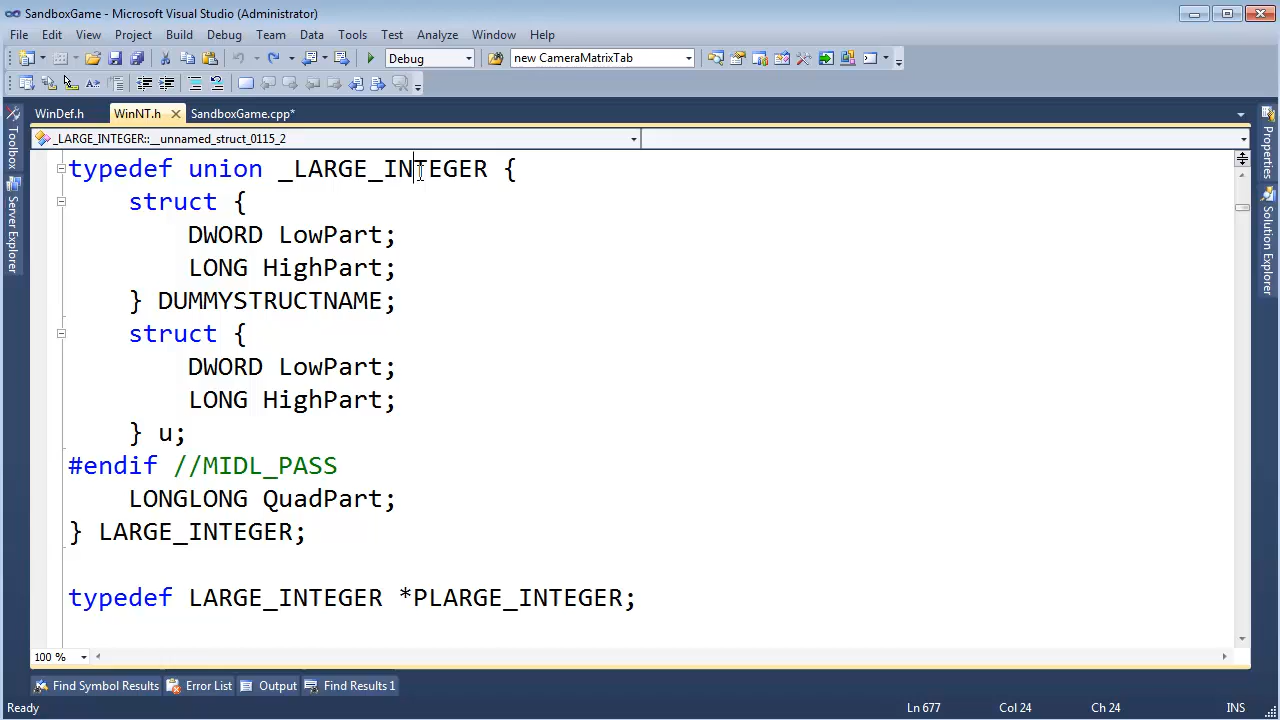 SandboxGame - Microsoft Visual Studio (Administrator)
File Edit View Project Build Debug Team Data Tools Test Analyze Window Help
Debug new CameraMatrixTab
WinDef.h WinNT.h SandboxGame.cpp*
_LARGE_INTEGER::__unnamed_struct_0115_2
typedef union _LARGE_INTEGER {
struct {
DWORD LowPart;
LONG HighPart;
} DUMMYSTRUCTNAME;
struct {
DWORD LowPart;
LONG HighPart;
} u;
#endif //MIDL_PASS
LONGLONG QuadPart;
} LARGE_INTEGER;
typedef LARGE_INTEGER *PLARGE_INTEGER;
100 %
Toolbox
Server Explorer
Properties
Solution Explorer
Find Symbol Results Error List Output Find Results 1
Ready Ln 677 Col 24 Ch 24 INS